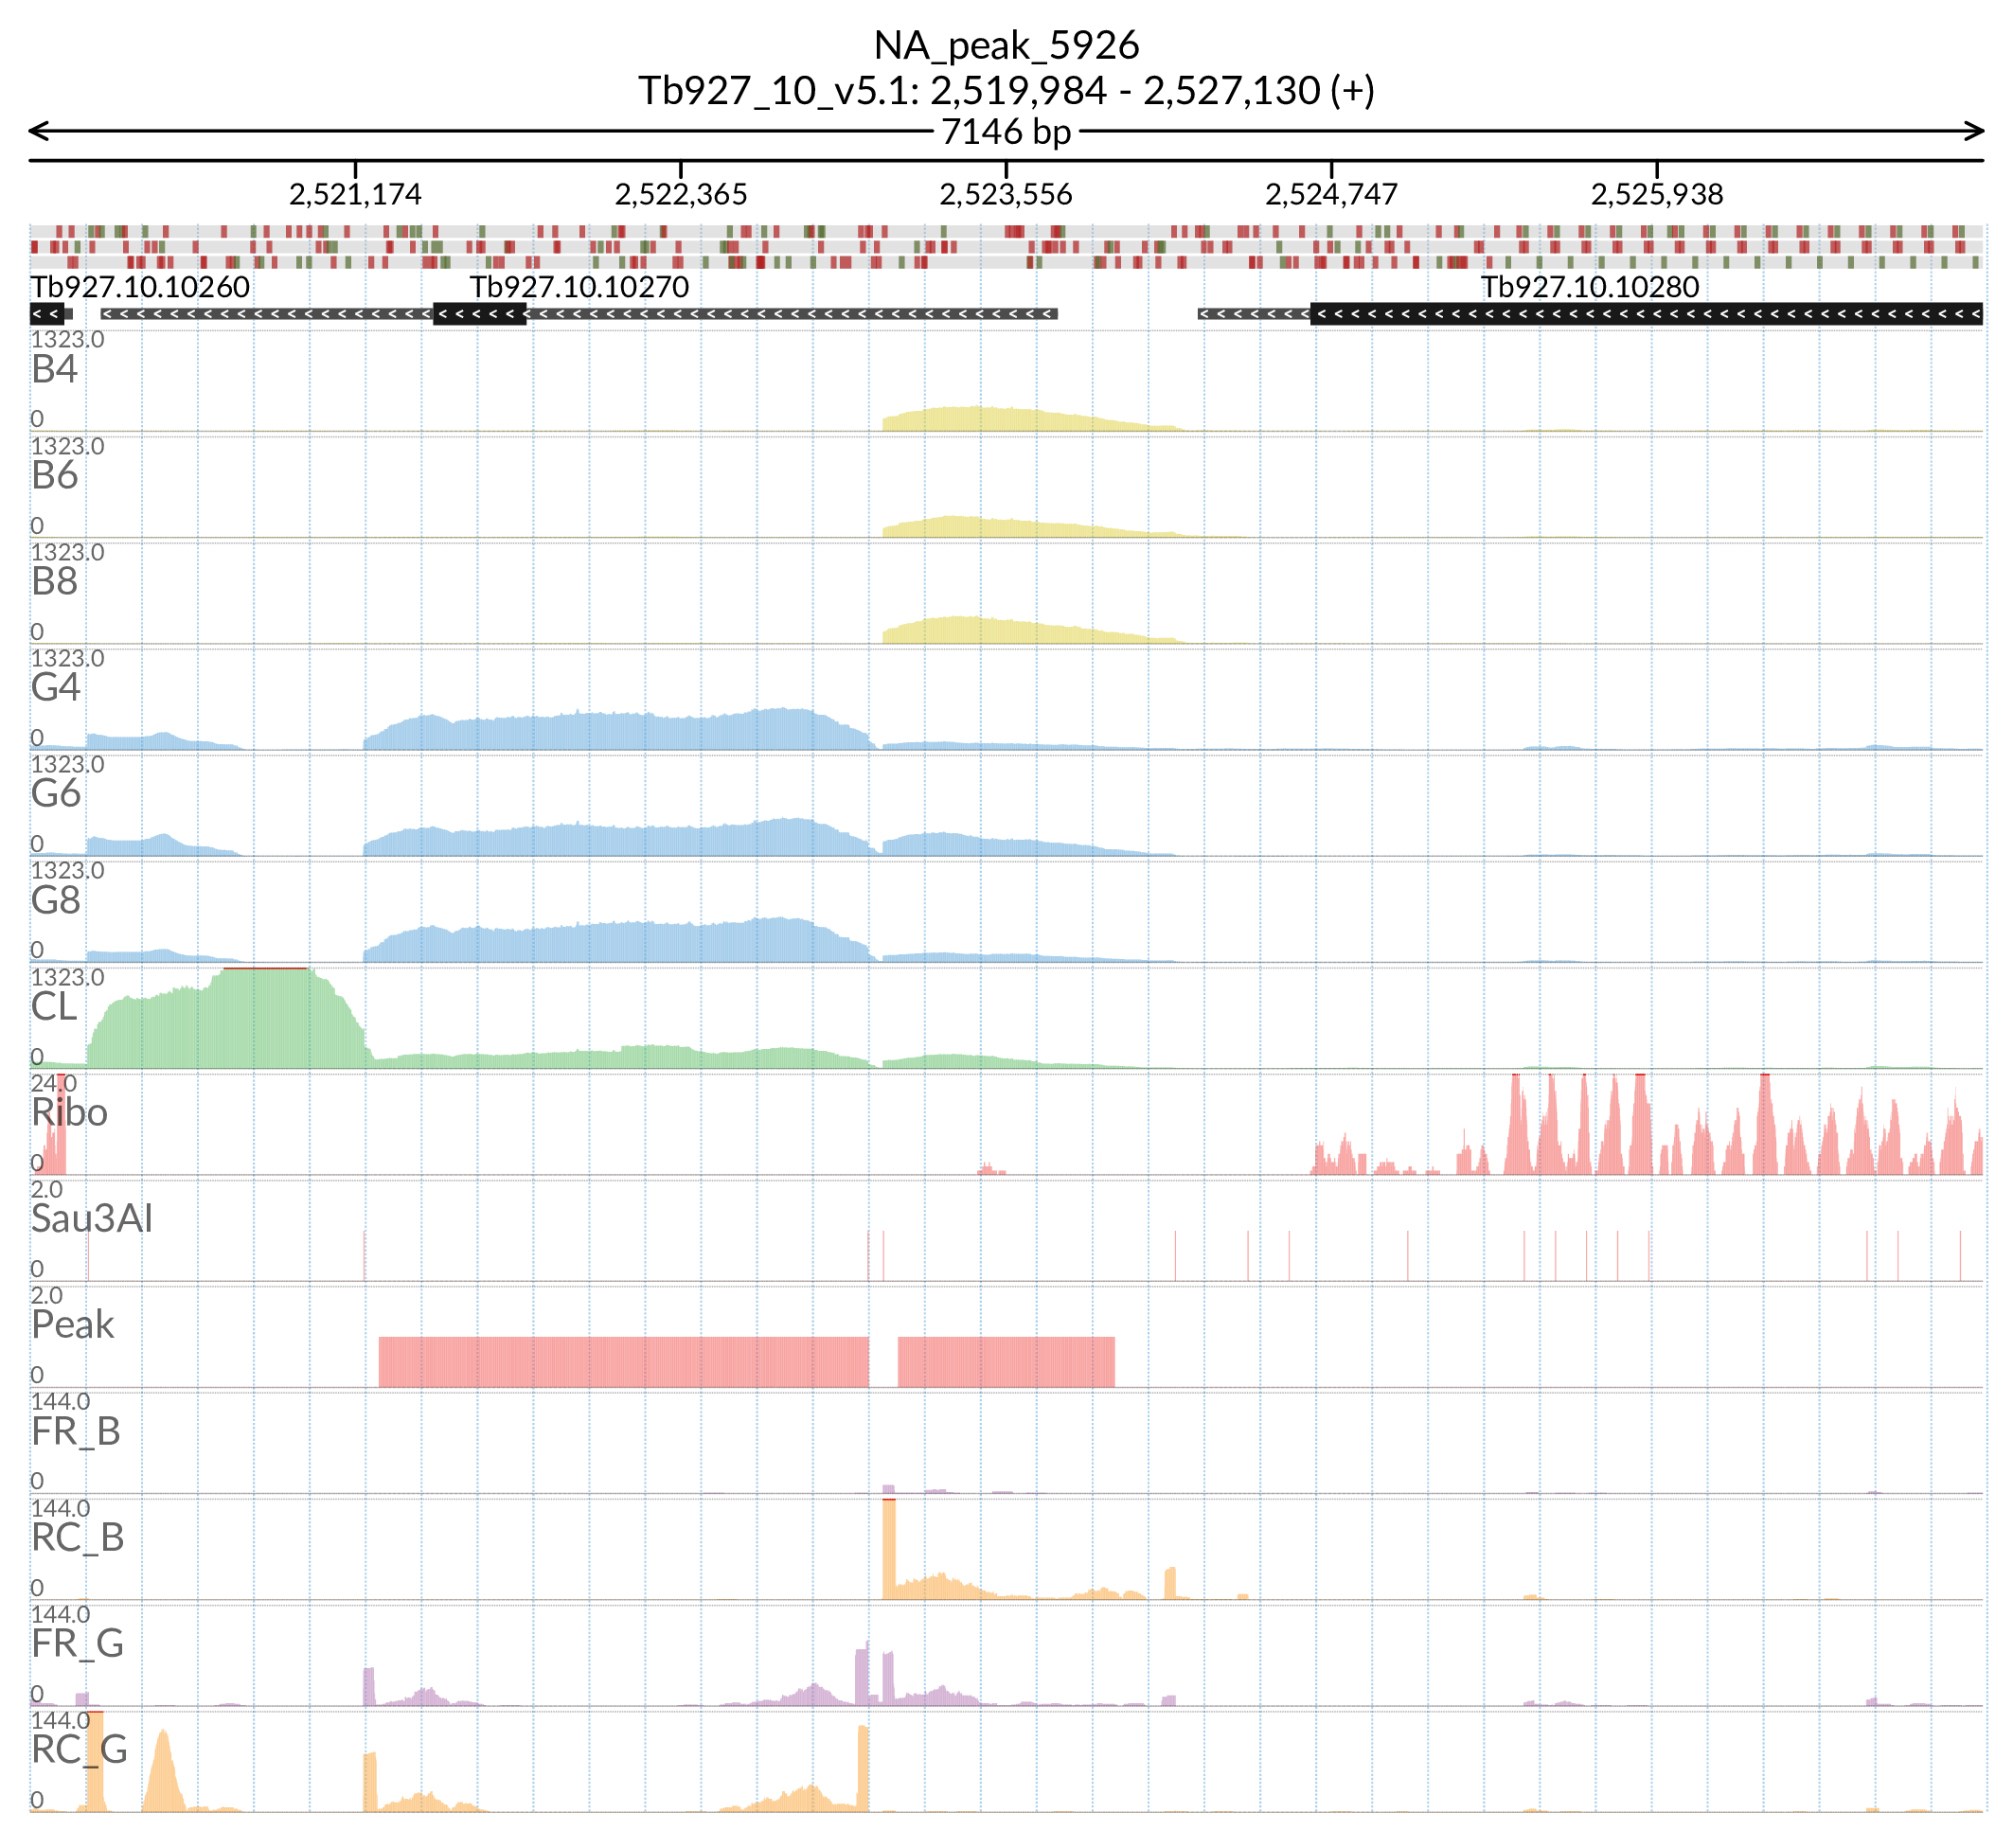 NA_peak_5926
Tb927_10_v5.1: 2,519,984 - 2,527,130 (+)
7146 bp
2,521,174 2,522,365 2,523,556 2,524,747 2,525,938
Tb927.10.10260 Tb927.10.10270 Tb927.10.10280
1323.0
B4
0
1323.0
B6
0
1323.0
B8
0
1323.0
G4
0
1323.0
G6
0
1323.0
G8
0
1323.0
CL
0
24.0
Ribo
0
2.0
Sau3AI
0
2.0
Peak
0
144.0
FR_B
0
144.0
RC_B
0
144.0
FR_G
0
144.0
RC_G
0